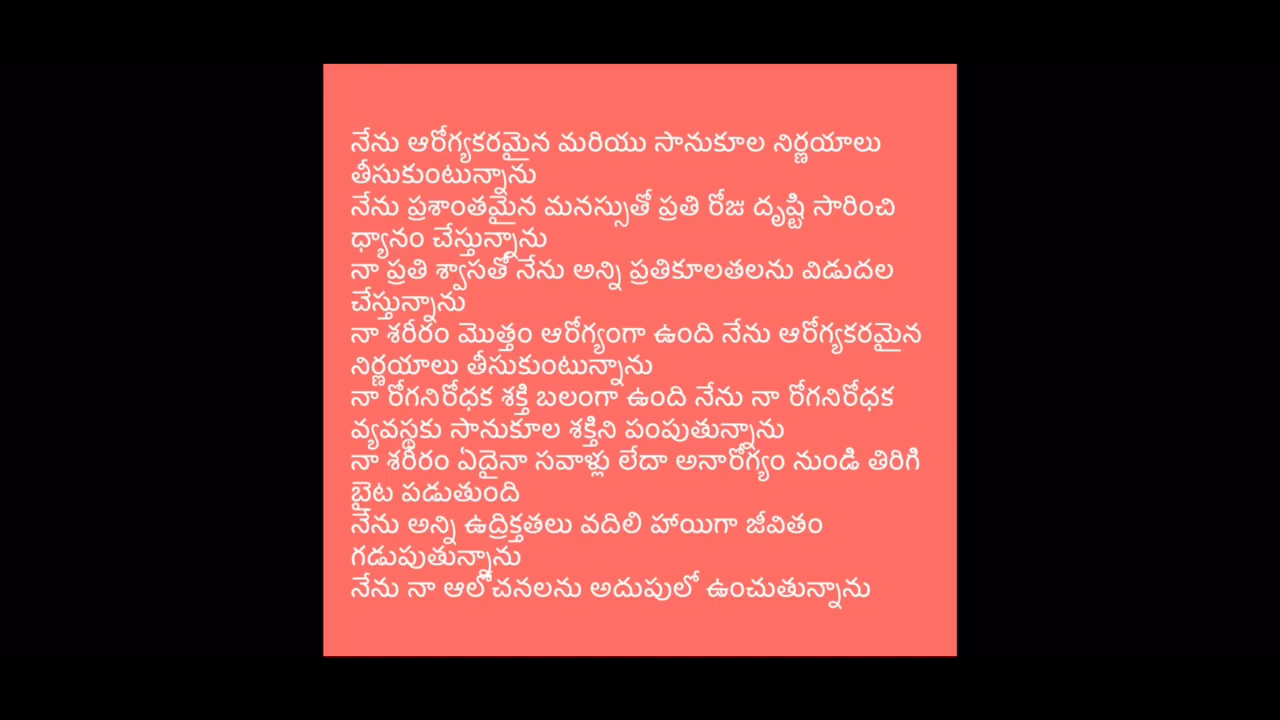 నేను ఆరోగ్యకరమైన మరియు సానుకూల నిర్ణయాలు
తీసుకుంటున్నాను
నేను ప్రశాంతమైన మనస్సుతో ప్రతి రోజు దృష్టి సారించి
ధ్యానం చేస్తున్నాను
నా ప్రతి శ్వాసతో నేను అన్ని ప్రతికూలతలను విడుదల
చేస్తున్నాను
నా శరీరం మొత్తం ఆరోగ్యంగా ఉంది నేను ఆరోగ్యకరమైన
నిర్ణయాలు తీసుకుంటున్నాను
నా రోగనిరోధక శక్తి బలంగా ఉంది నేను నా రోగనిరోధక
వ్యవస్థకు సానుకూల శక్తిని పంపుతున్నాను
నా శరీరం ఏదైనా సవాళ్లు లేదా అనారోగ్యం నుండి తిరిగి
బైట పడుతుంది
నేను అన్ని ఉద్రిక్తతలు వదిలి హాయిగా జీవితం
గడుపుతున్నాను
నేను నా ఆలోచనలను అదుపులో ఉంచుతున్నాను